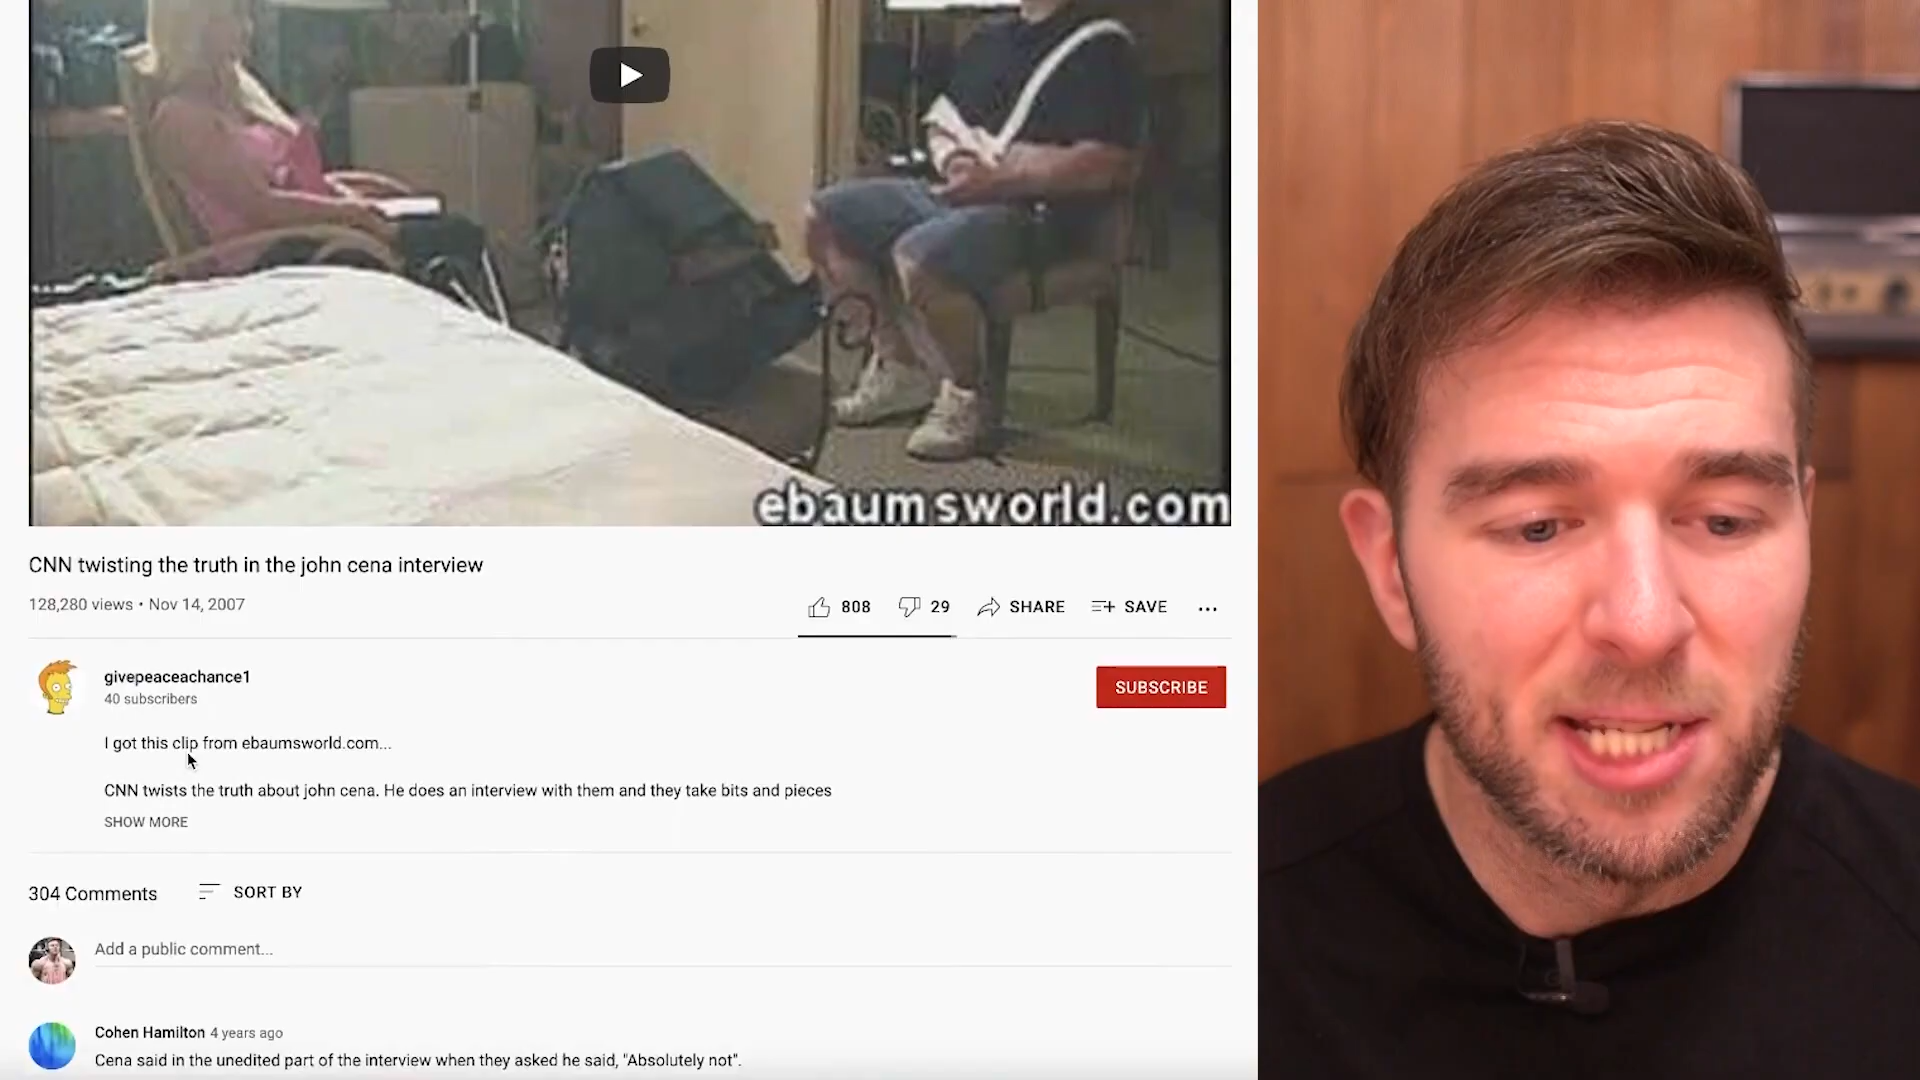 ebaumsworld.com
CNN twisting the truth in the john cena interview
128,280 views • Nov 14, 2007
808 29 SHARE SAVE ...
givepeaceachance1
40 subscribers
SUBSCRIBE
I got this clip from ebaumsworld.com...
CNN twists the truth about john cena. He does an interview with them and they take bits and pieces
SHOW MORE
304 Comments SORT BY
Add a public comment...
Cohen Hamilton 4 years ago
Cena said in the unedited part of the interview when they asked he said, "Absolutely not".